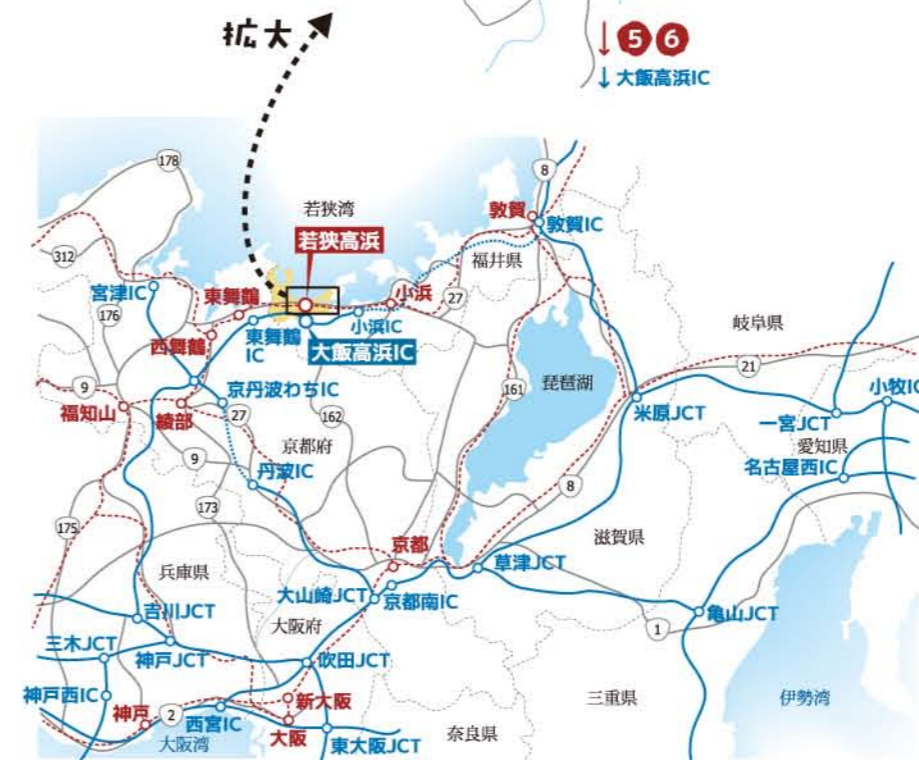 拡大
↓ 5 6
↓ 大飯高浜IC
178
8
若狭湾
敦賀
敦賀IC
若狭高浜
312
福井県
宮津IC
東舞鶴
小浜
27
176
東舞鶴
IC
小浜IC
岐阜県
西舞鶴
大飯高浜IC
21
9
京丹波わちIC
161
琵琶湖
小牧IC
福知山
綾部
27
162
米原JCT
一宮JCT
京都府
愛知県
9
丹波IC
名古屋西IC
8
173
175
滋賀県
京都
兵庫県
草津JCT
大山崎JCT
京都南IC
吉川JCT
大阪府
亀山JCT
1
三木JCT
神戸JCT
吹田JCT
神戸西IC
新大阪
三重県
伊勢湾
神戸
2
西宮IC
大阪
大阪湾
東大阪JCT
奈良県